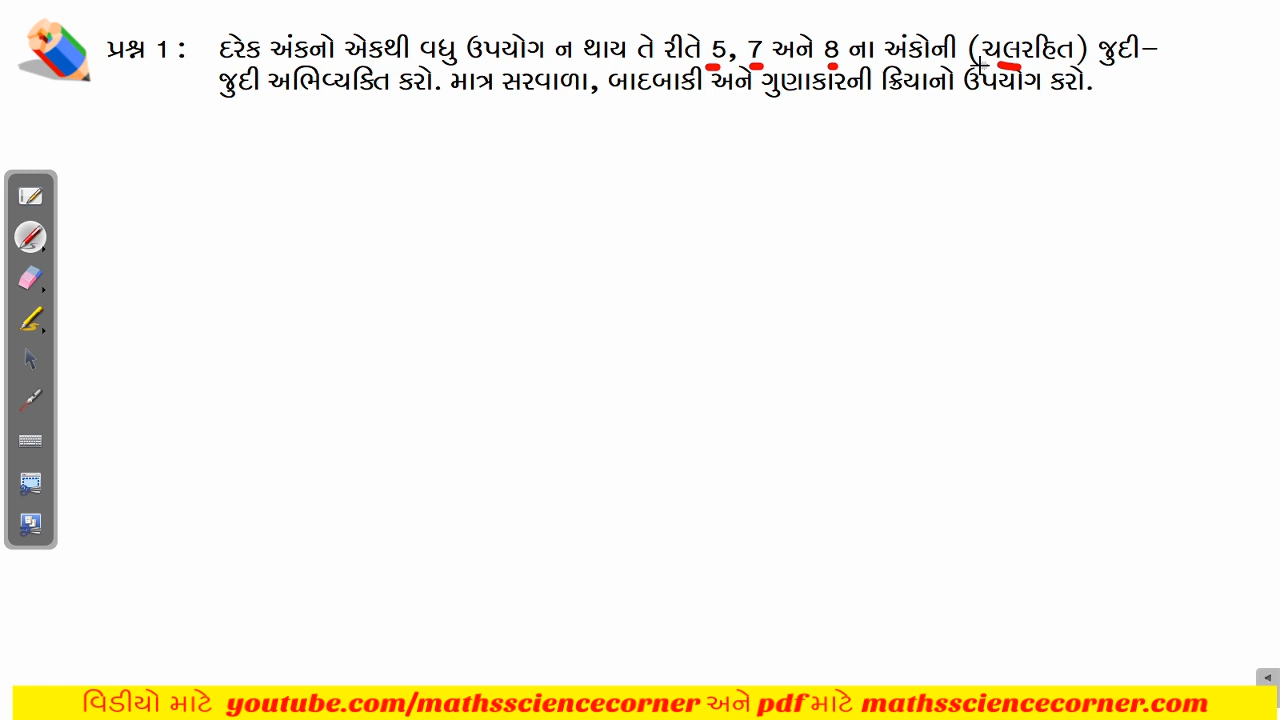 પ્રશ્ન 1 : દરેક અંકનો એકથી વધુ ઉપયોગ ન થાય તે રીતે 5, 7 અને 8 ના અંકોની (ચલરહિત) જુદી–
જુદી અભિવ્યક્તિ કરો. માત્ર સરવાળા, બાદબાકી અને ગુણાકારની ક્રિયાનો ઉપયોગ કરો.
વિડીયો માટે youtube.com/mathssciencecorner અને pdf માટે mathssciencecorner.com